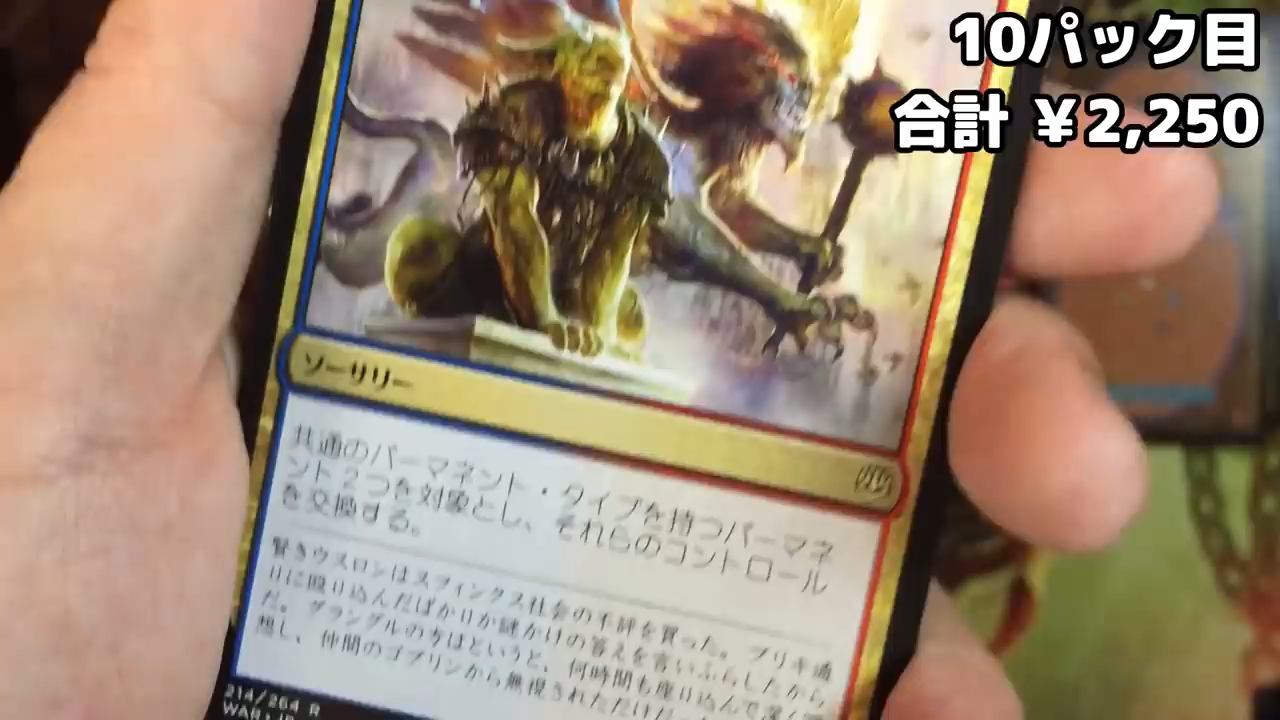 10パック目
合計 ￥2,250
ソーサリー
共通のパーマネント・タイプを持つパーマネ
ント２つを対象とし、それらのコントロール
を交換する。
賢きウスロンはスフィンクス社会の不評を買った。ブリキ通
りに殴り込んだばかりか謎かけの答えを言いふらしたから
だ。グラングルの方はというと、何時間も座り込んで深く瞑
想し、仲間のゴブリンから無視されただけだ
214/264 R
WAR